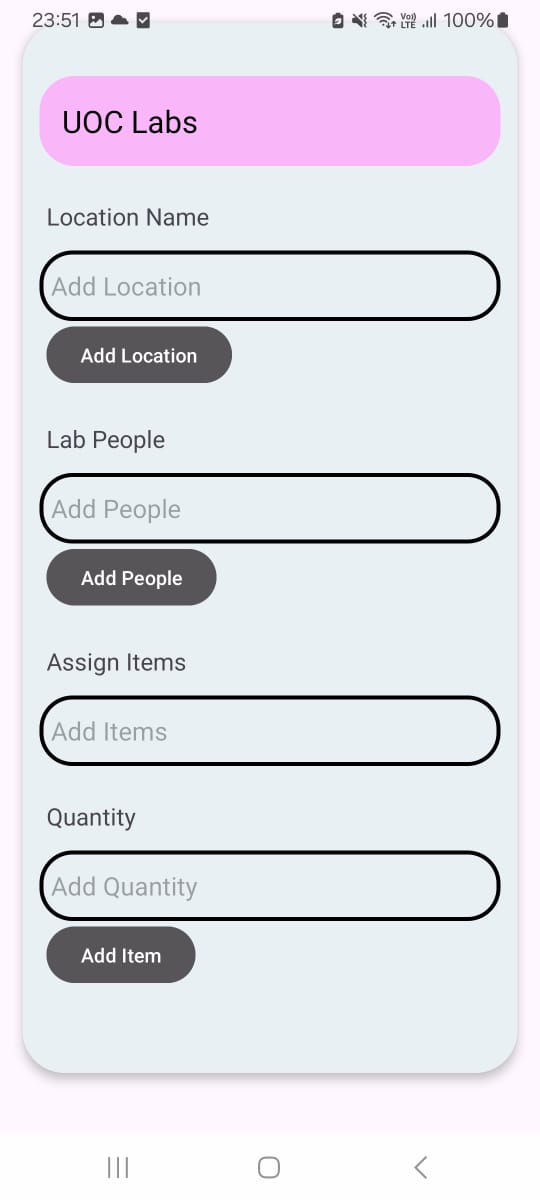 23:51 Vo) LTE 100%
UOC Labs
Location Name
Add Location
Add Location
Lab People
Add People
Add People
Assign Items
Add Items
Quantity
Add Quantity
Add Item